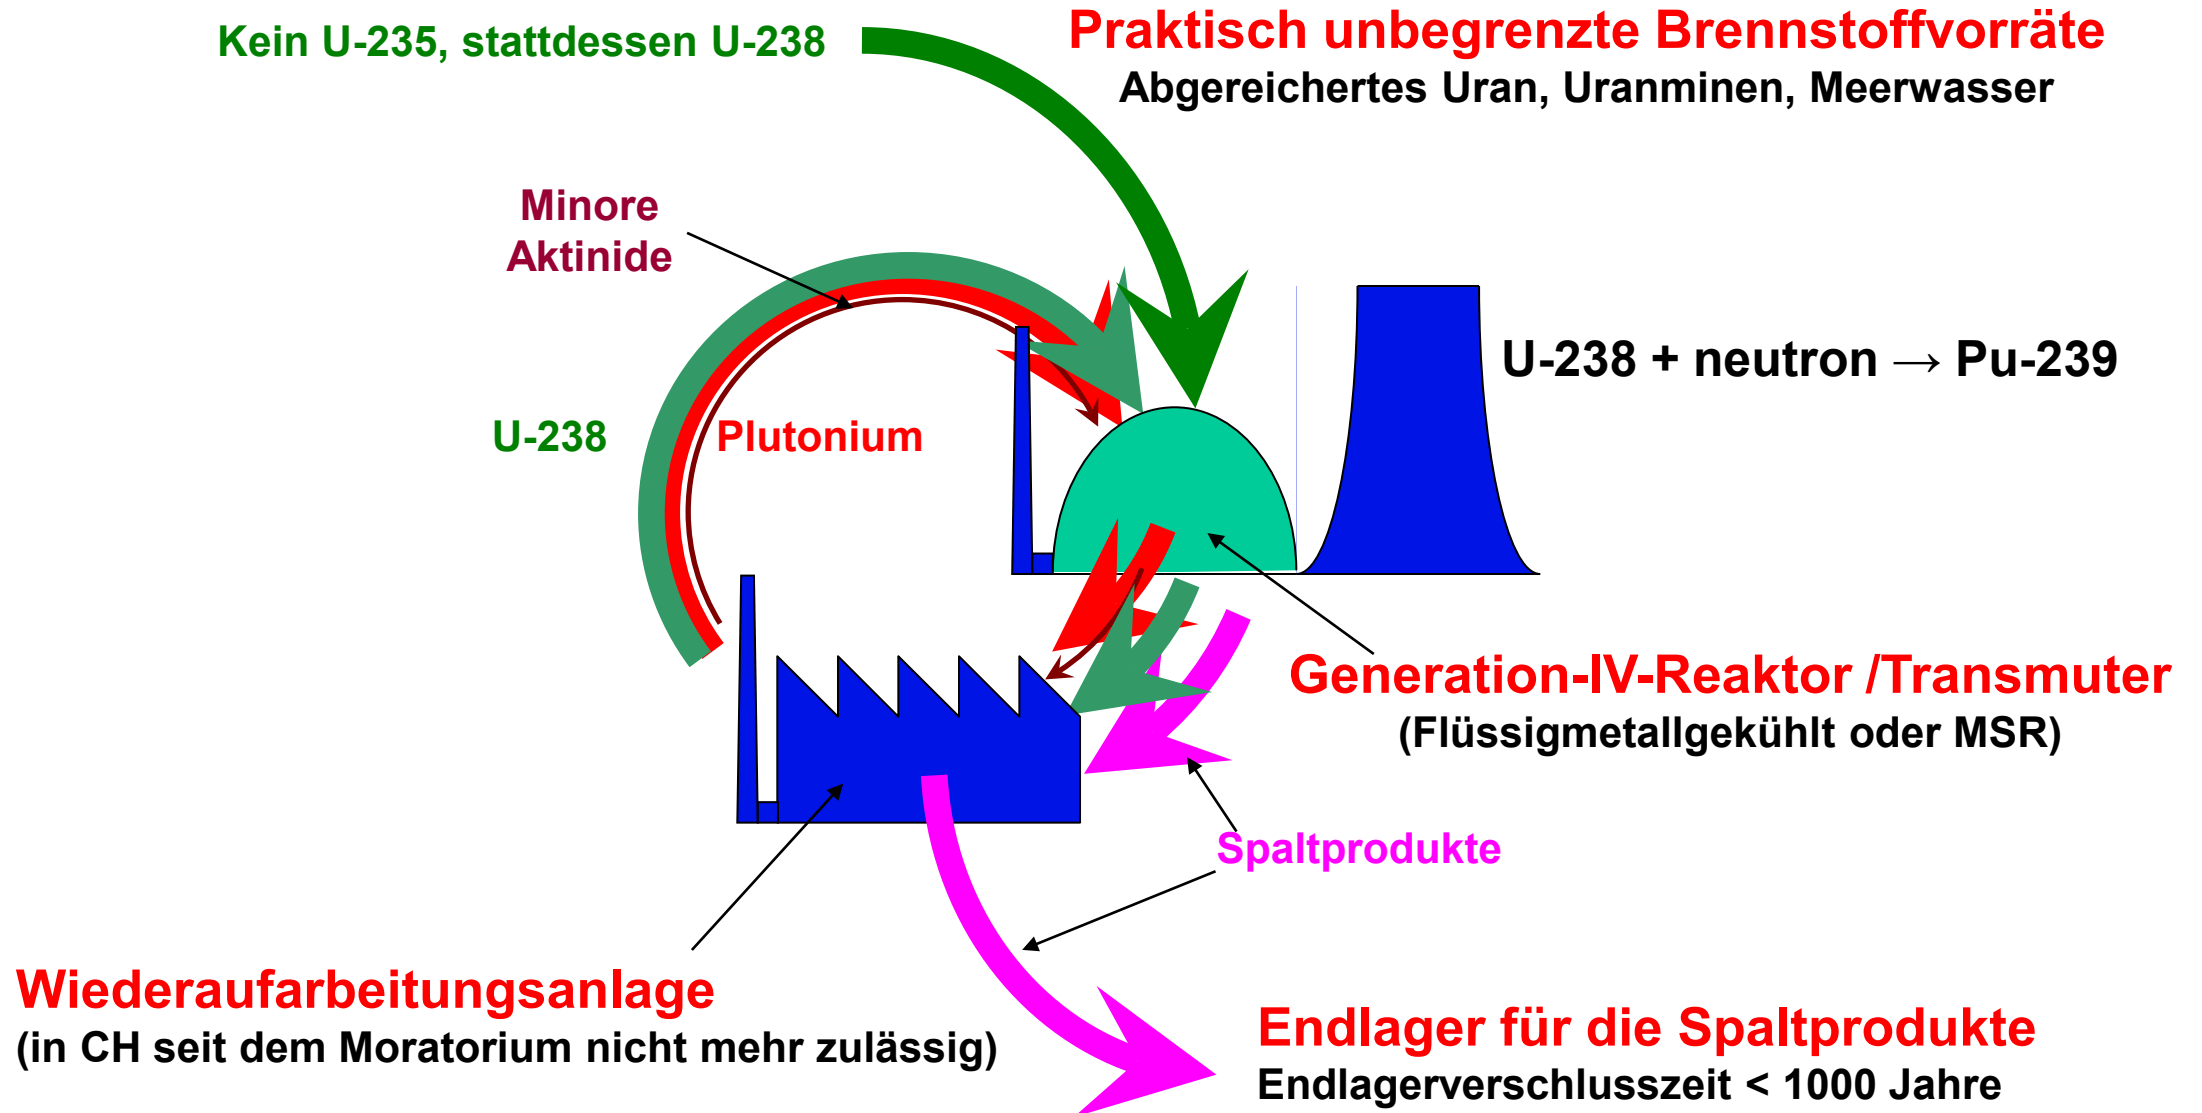 Kein U-235, stattdessen U-238
Praktisch unbegrenzte Brennstoffvorräte
Abgereichertes Uran, Uranminen, Meerwasser
Minore
Aktinide
U-238 + neutron → Pu-239
U-238
Plutonium
Generation-IV-Reaktor /Transmuter
(Flüssigmetallgekühlt oder MSR)
Spaltprodukte
Wiederaufarbeitungsanlage
(in CH seit dem Moratorium nicht mehr zulässig)
Endlager für die Spaltprodukte
Endlagerverschlusszeit < 1000 Jahre